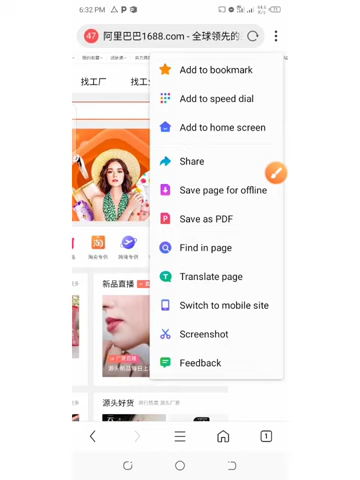 6:32 PM
47 阿里巴巴1688.com - 全球领先的
找工厂
Add to bookmark
Add to speed dial
Add to home screen
Share
Save page for offline
Save as PDF
Find in page
Translate page
Switch to mobile site
Screenshot
Feedback
淘
新品直播
源头好货
1